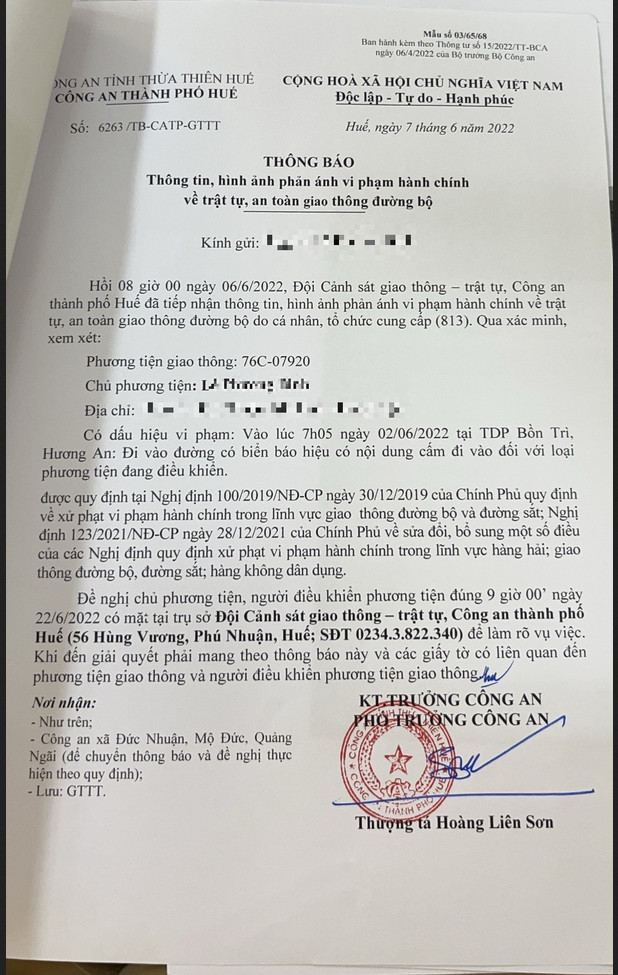 Mẫu số 03/65/68
Ban hành kèm theo Thông tư số 15/2022/TT-BCA
ngày 06/4/2022 của Bộ trưởng Bộ Công an
ÔNG AN TỈNH THỪA THIÊN HUẾ
CÔNG AN THÀNH PHỐ HUẾ
CỘNG HOÀ XÃ HỘI CHỦ NGHĨA VIỆT NAM
Độc lập - Tự do - Hạnh phúc
Số: 6263 /TB-CATP-GTTT
Huế, ngày 7 tháng 6 năm 2022
THÔNG BÁO
Thông tin, hình ảnh phản ánh vi phạm hành chính
về trật tự, an toàn giao thông đường bộ
Kính gửi:
Hồi 08 giờ 00 ngày 06/6/2022, Đội Cảnh sát giao thông – trật tự, Công an
thành phố Huế đã tiếp nhận thông tin, hình ảnh phản ánh vi phạm hành chính về trật
tự, an toàn giao thông đường bộ do cá nhân, tổ chức cung cấp (813). Qua xác minh,
xem xét:
Phương tiện giao thông: 76C-07920
Chủ phương tiện:
Địa chỉ:
Có dấu hiệu vi phạm: Vào lúc 7h05 ngày 02/06/2022 tại TDP Bồn Trì,
Hương An: Đi vào đường có biển báo hiệu có nội dung cấm đi vào đối với loại
phương tiện đang điều khiển.
được quy định tại Nghị định 100/2019/NĐ-CP ngày 30/12/2019 của Chính Phủ quy định
về xử phạt vi phạm hành chính trong lĩnh vực giao thông đường bộ và đường sắt; Nghị
định 123/2021/NĐ-CP ngày 28/12/2021 của Chính Phủ về sửa đổi, bổ sung một số điều
của các Nghị định quy định xử phạt vi phạm hành chính trong lĩnh vực hàng hải; giao
thông đường bộ, đường sắt; hàng không dân dụng.
Đề nghị chủ phương tiện, người điều khiển phương tiện đúng 9 giờ 00’ ngày
22/6/2022 có mặt tại trụ sở Đội Cảnh sát giao thông – trật tự, Công an thành phố
Huế (56 Hùng Vương, Phú Nhuận, Huế; SĐT 0234.3.822.340) để làm rõ vụ việc.
Khi đến giải quyết phải mang theo thông báo này và các giấy tờ có liên quan đến
phương tiện giao thông và người điều khiển phương tiện giao thông
Nơi nhận:
- Như trên;
- Công an xã Đức Nhuận, Mộ Đức, Quảng
Ngãi (để chuyển thông báo và đề nghị thực
hiện theo quy định);
- Lưu: GTTT.
KT.TRƯỞNG CÔNG AN
PHÓ TRƯỞNG CÔNG AN
Thượng tá Hoàng Liên Sơn